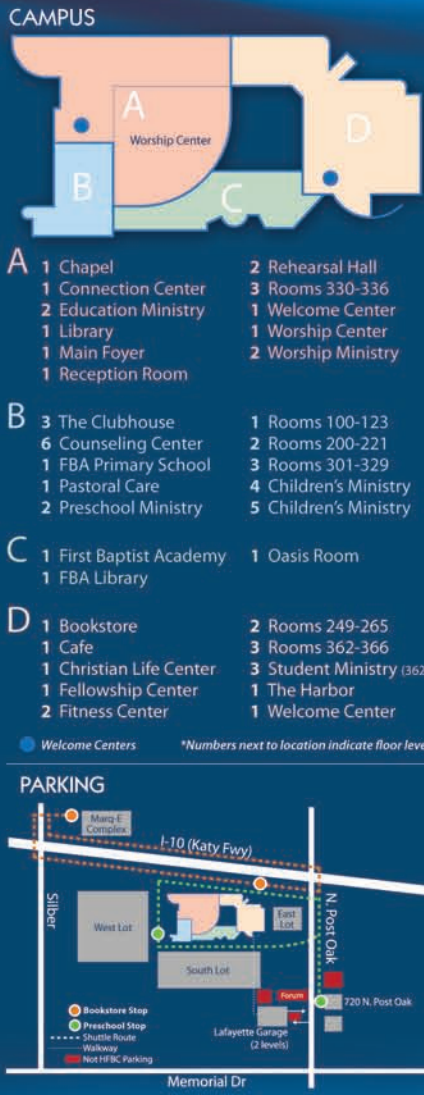 CAMPUS
A
Worship Center
D
B
C
A
1 Chapel
1 Connection Center
2 Education Ministry
1 Library
1 Main Foyer
1 Reception Room
2 Rehearsal Hall
3 Rooms 330-336
1 Welcome Center
1 Worship Center
2 Worship Ministry
B
3 The Clubhouse
6 Counseling Center
1 FBA Primary School
1 Pastoral Care
2 Preschool Ministry
1 Rooms 100-123
2 Rooms 200-221
3 Rooms 301-329
4 Children's Ministry
5 Children's Ministry
C
1 First Baptist Academy
1 FBA Library
1 Oasis Room
D
1 Bookstore
1 Cafe
1 Christian Life Center
1 Fellowship Center
2 Fitness Center
2 Rooms 249-265
3 Rooms 362-366
3 Student Ministry (362
1 The Harbor
1 Welcome Center
Welcome Centers
*Numbers next to location indicate floor leve
PARKING
Marq-E
Complex
I-10 (Katy Fwy)
Silber
N. Post Oak
West Lot
East
Lot
South Lot
Forum
720 N. Post Oak
Lafayette Garage
(2 levels)
Bookstore Stop
Preschool Stop
Shuttle Route
Walkway
Not HFBC Parking
Memorial Dr